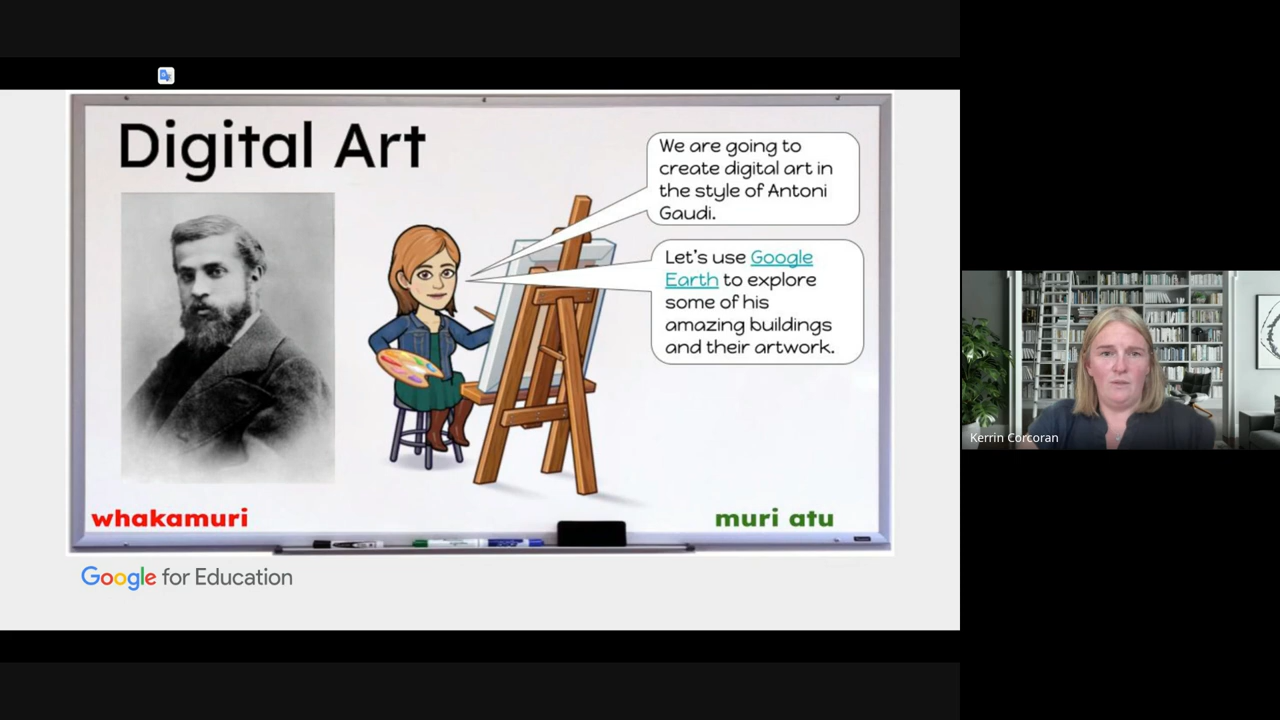 Digital Art
We are going to
create digital art in
the style of Antoni
Gaudi.
Let's use Google
Earth to explore
some of his
amazing buildings
and their artwork.
whakamuri
muri atu
Google for Education
Kerrin Corcoran